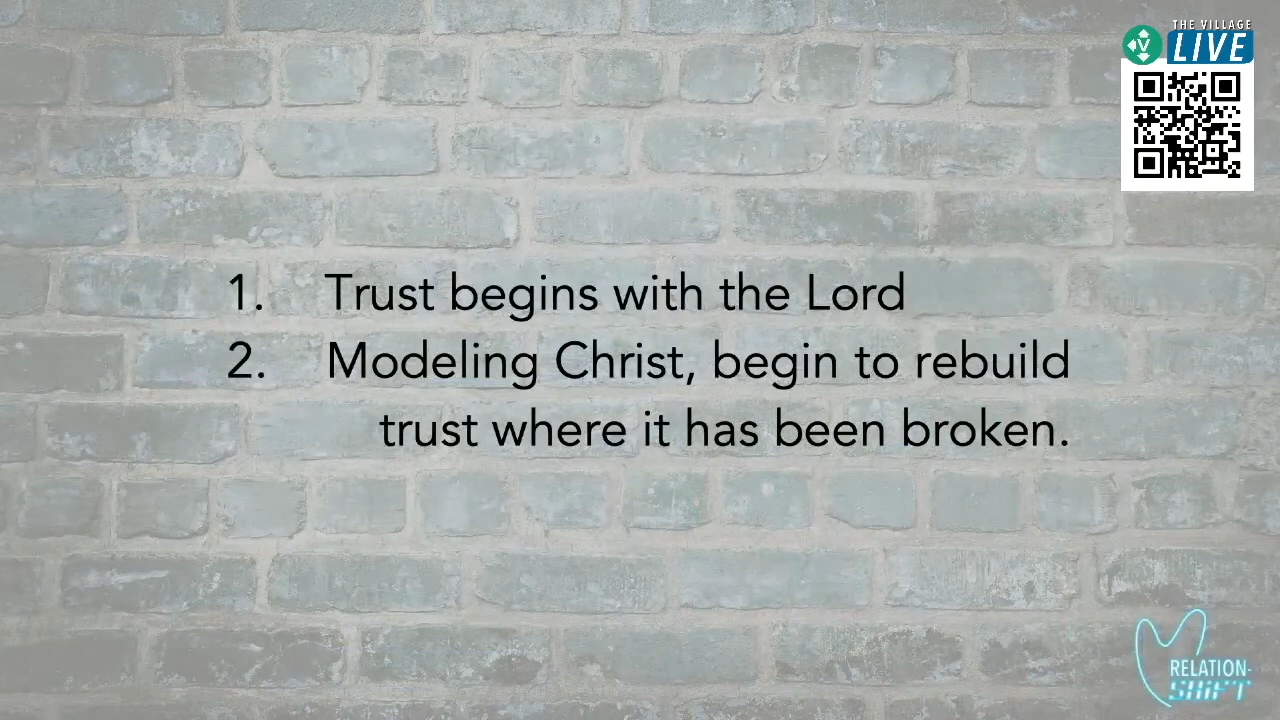 THE VILLAGE
V
LIVE
1. Trust begins with the Lord
2. Modeling Christ, begin to rebuild
trust where it has been broken.
RELATION-
SHIFT